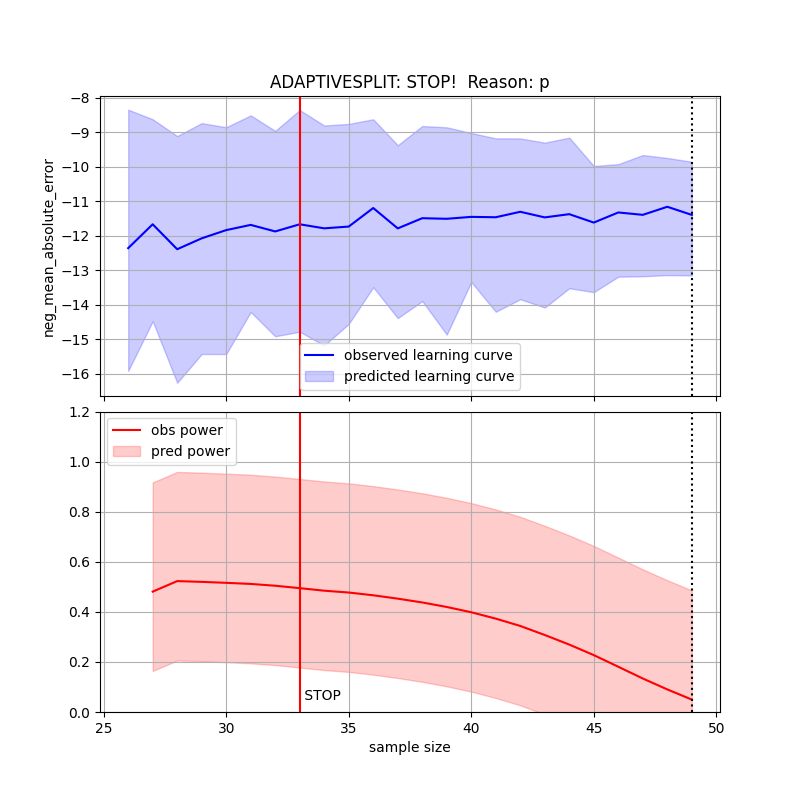 ADAPTIVESPLIT: STOP!  Reason: p
neg_mean_absolute_error
−8
−9
−10
−11
−12
−13
−14
−15
−16
observed learning curve
predicted learning curve
1.2
1.0
0.8
0.6
0.4
0.2
0.0
obs power
pred power
STOP
25
30
35
40
45
50
sample size